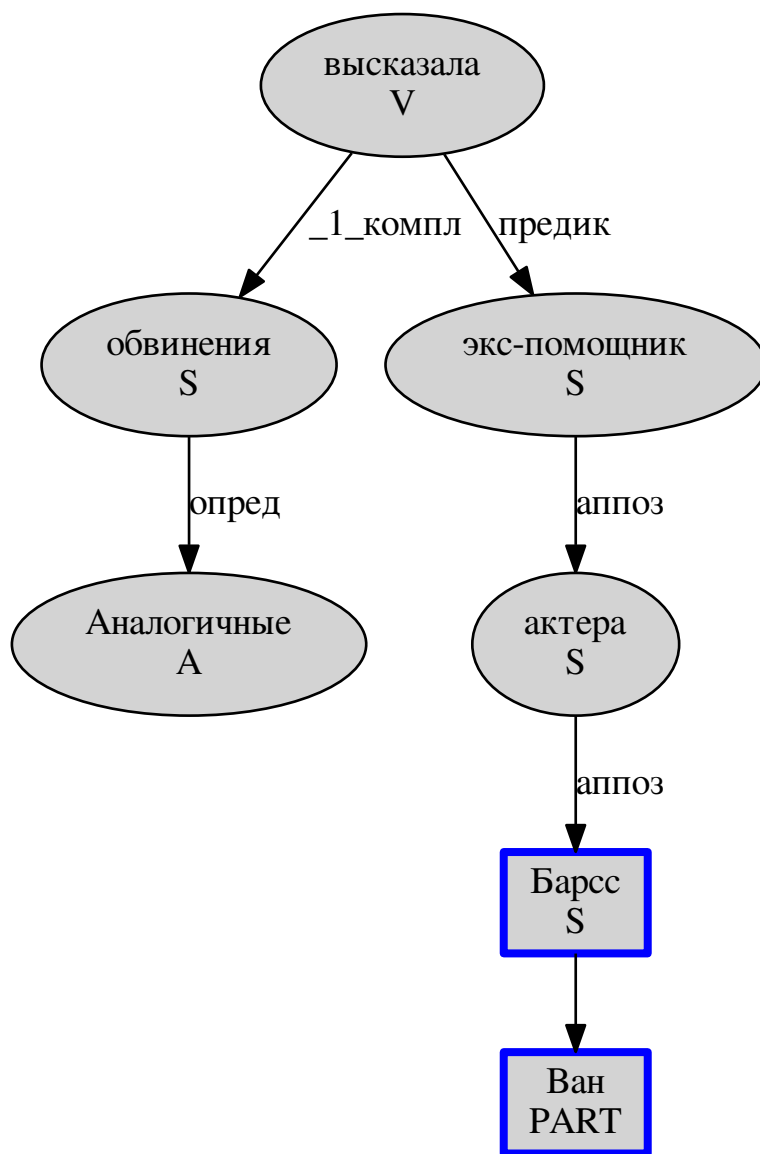 высказала
V
_1_компл
предик
обвинения
S
экс-помощник
S
опред
аппоз
Аналогичные
A
актера
S
аппоз
Барсс
S
Ван
PART